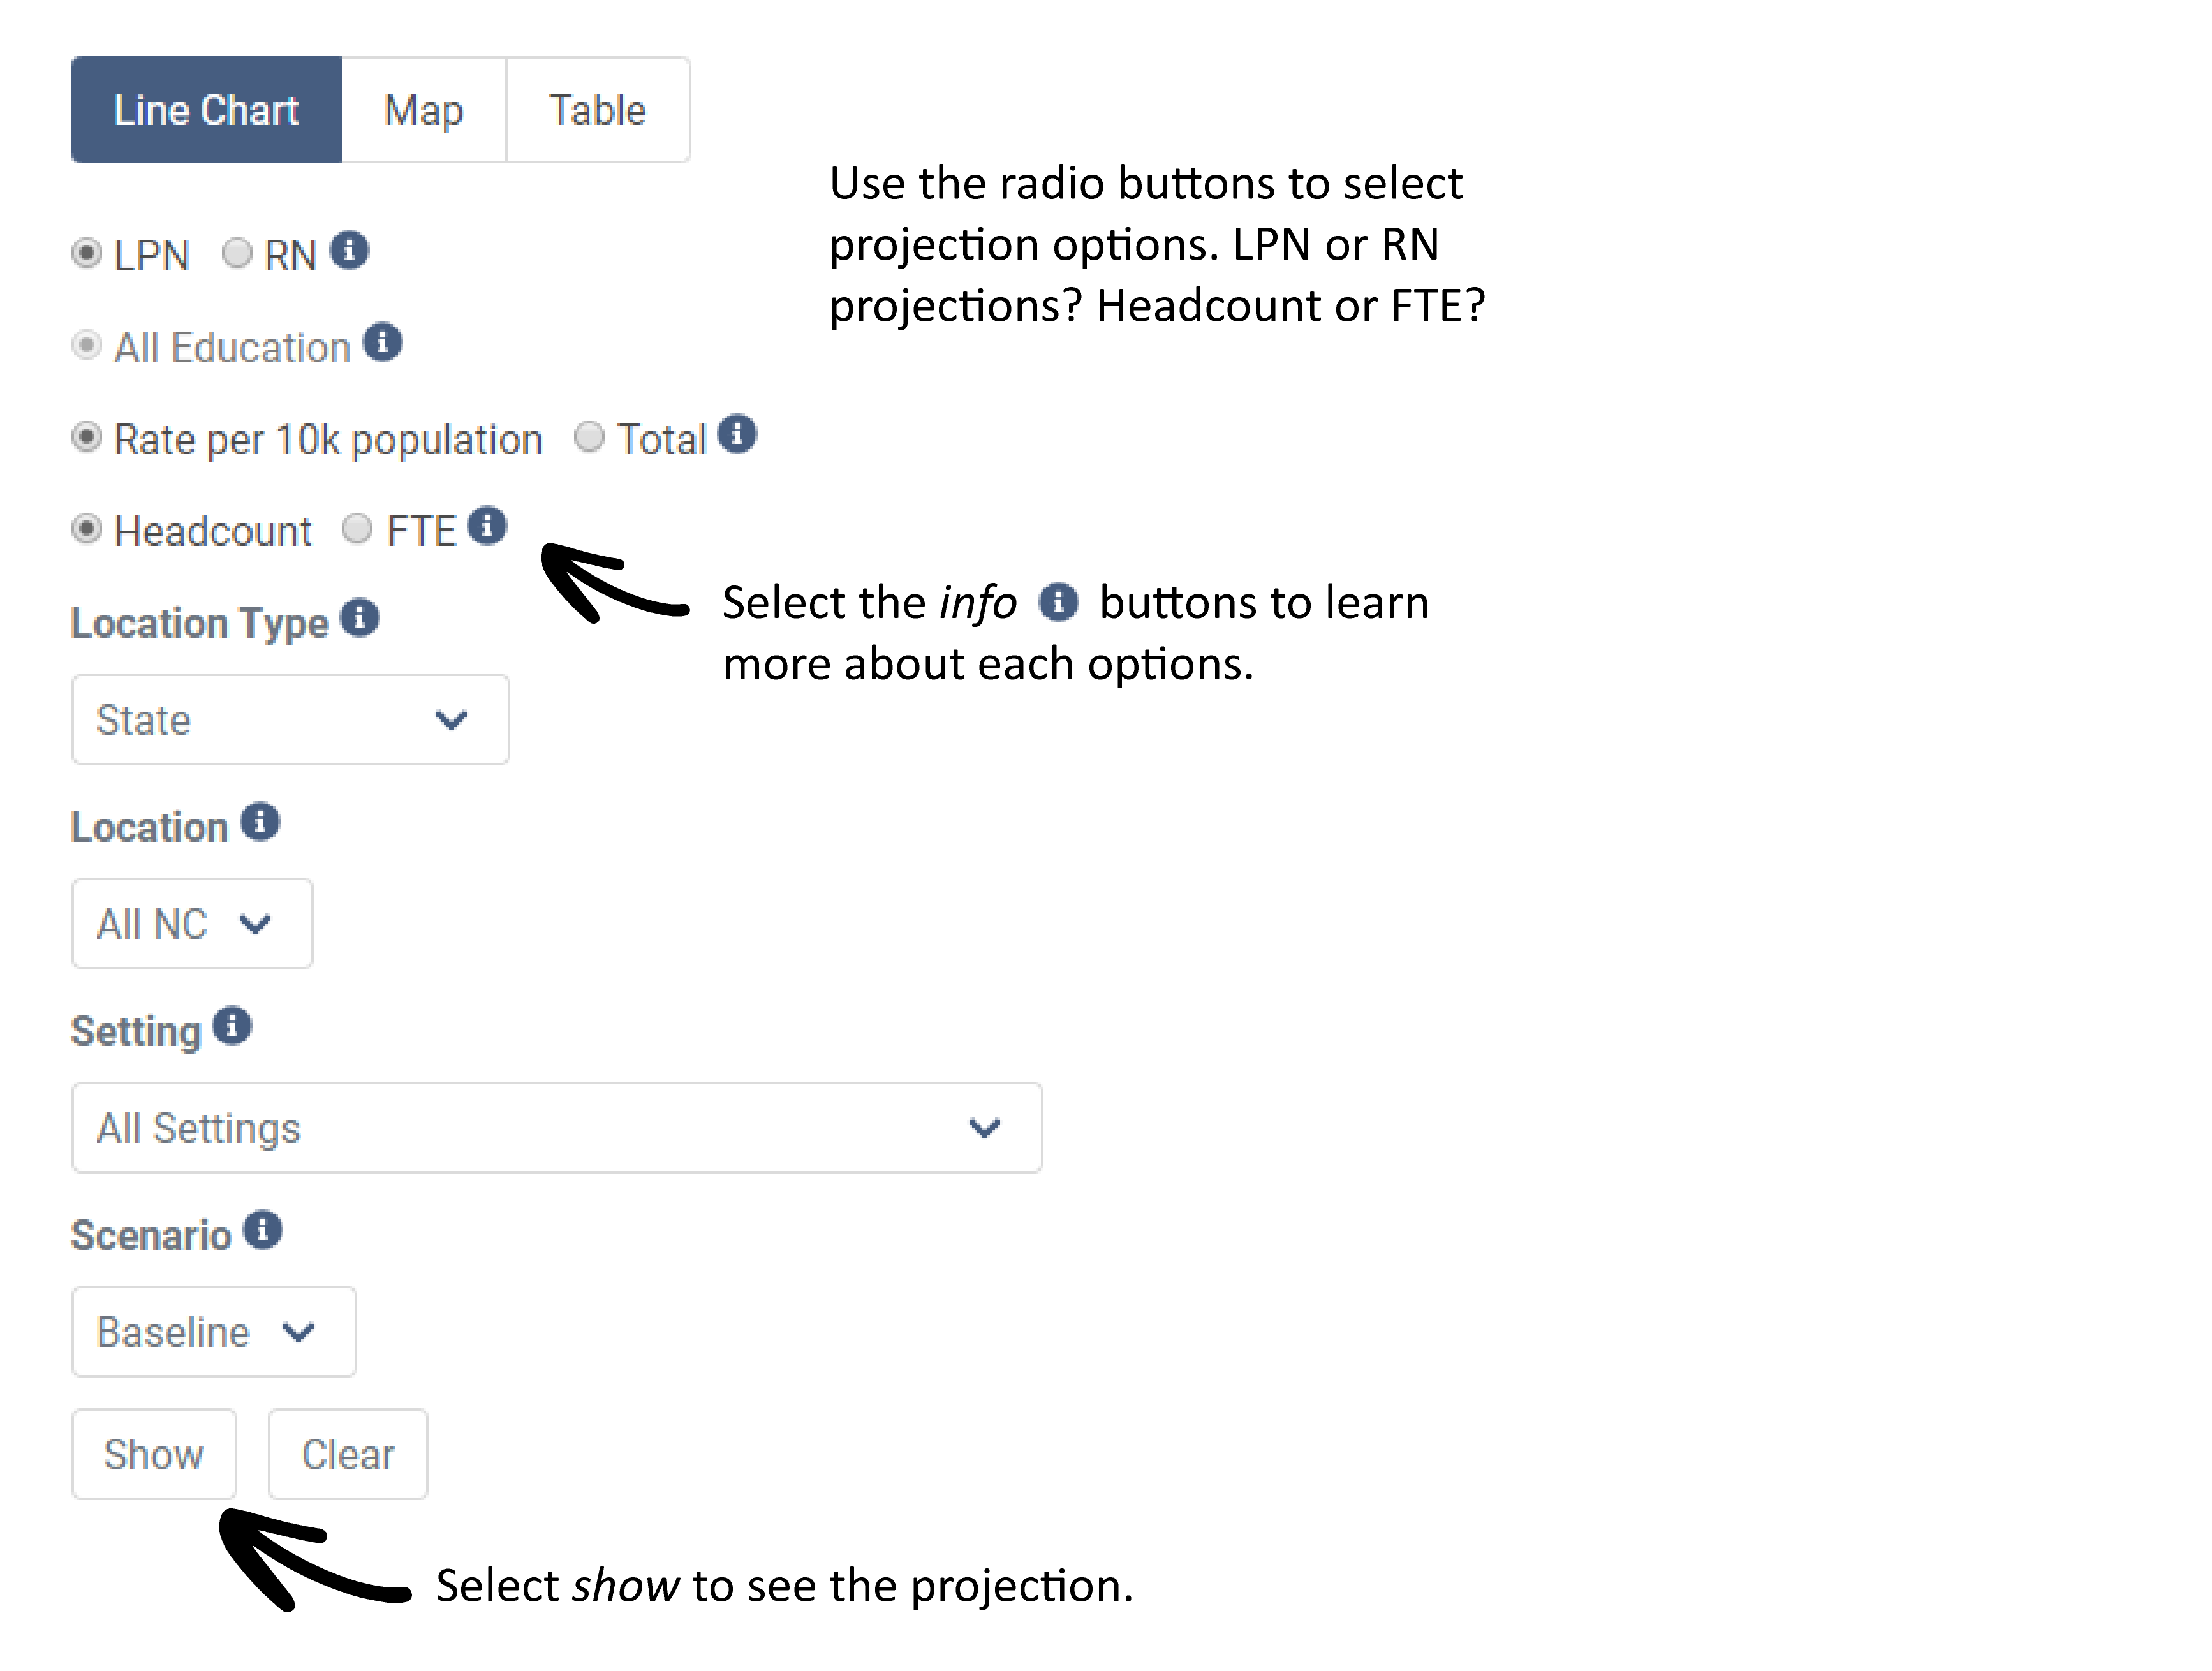 Line Chart Map Table
Use the radio buttons to select
projection options. LPN or RN
projections? Headcount or FTE?
LPN RN
All Education
Rate per 10k population Total
Headcount FTE
Select the info buttons to learn
more about each options.
Location Type
State
Location
All NC
Setting
All Settings
Scenario
Baseline
Show Clear
Select show to see the projection.